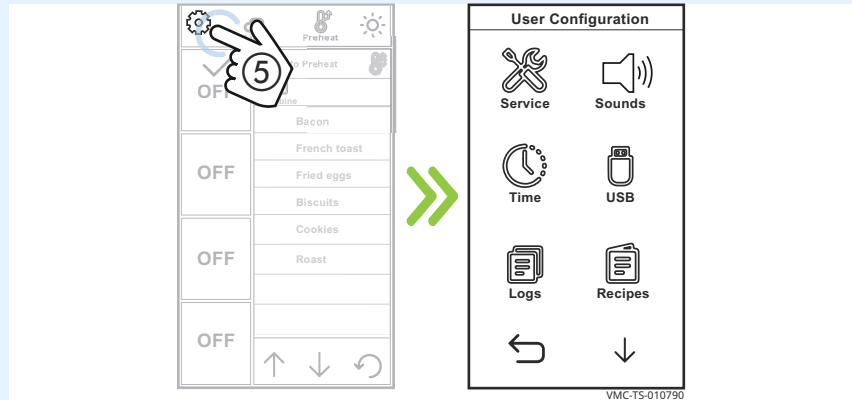 Preheat
5
Preheat
OFF
Bacon
French toast
OFF
Fried eggs
Biscuits
Cookies
OFF
Roast
OFF
User Configuration
Service Sounds
Time USB
Logs Recipes
VMC-TS-010790